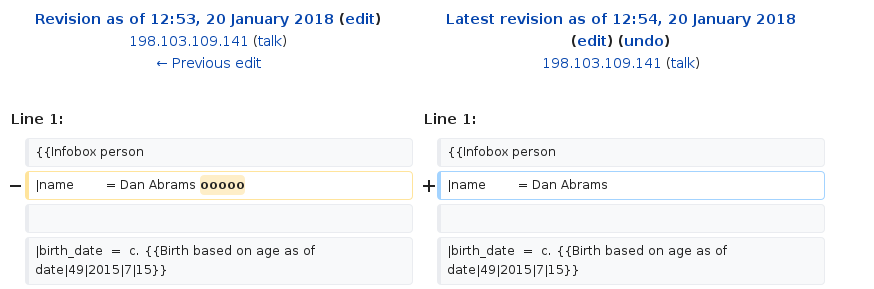 Revision as of 12:53, 20 January 2018 (edit)
198.103.109.141 (talk)
← Previous edit
Latest revision as of 12:54, 20 January 2018
(edit) (undo)
198.103.109.141 (talk)
Line 1:
Line 1:
{{Infobox person
{{Infobox person
− |name = Dan Abrams ooooo
+ |name = Dan Abrams
|birth_date = c. {{Birth based on age as of
date|49|2015|7|15}}
|birth_date = c. {{Birth based on age as of
date|49|2015|7|15}}